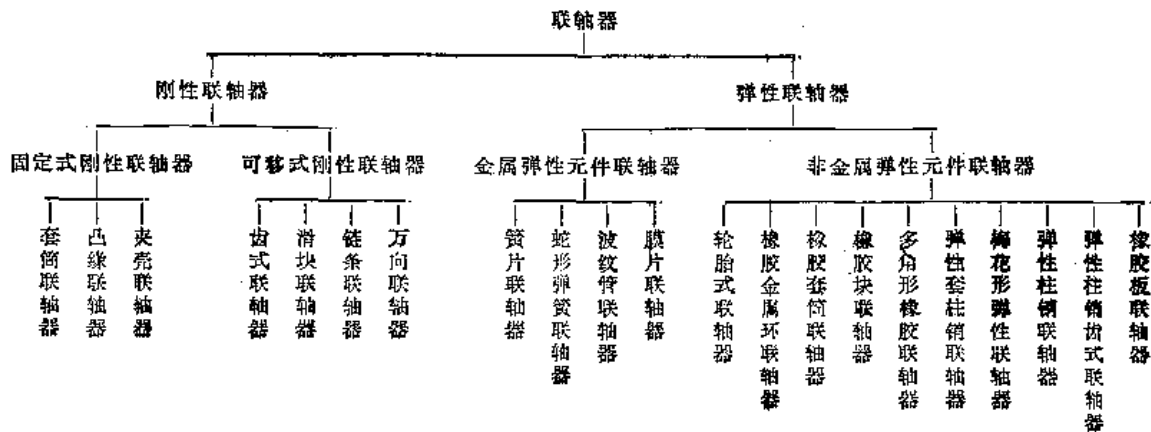 联轴器
刚性联轴器
弹性联轴器
固定式刚性联轴器
可移式刚性联轴器
金属弹性元件联轴器
非金属弹性元件联轴器
套筒联轴器
凸缘联轴器
夹壳联轴器
齿式联轴器
滑块联轴器
链条联轴器
万向联轴器
簧片联轴器
蛇形弹簧联轴器
波纹管联轴器
膜片联轴器
轮胎式联轴器
橡胶金属环联轴器
橡胶套筒联轴器
橡胶块联轴器
多角形橡胶联轴器
弹性套柱销联轴器
梅花形弹性联轴器
弹性柱销联轴器
弹性柱销齿式联轴器
橡胶板联轴器